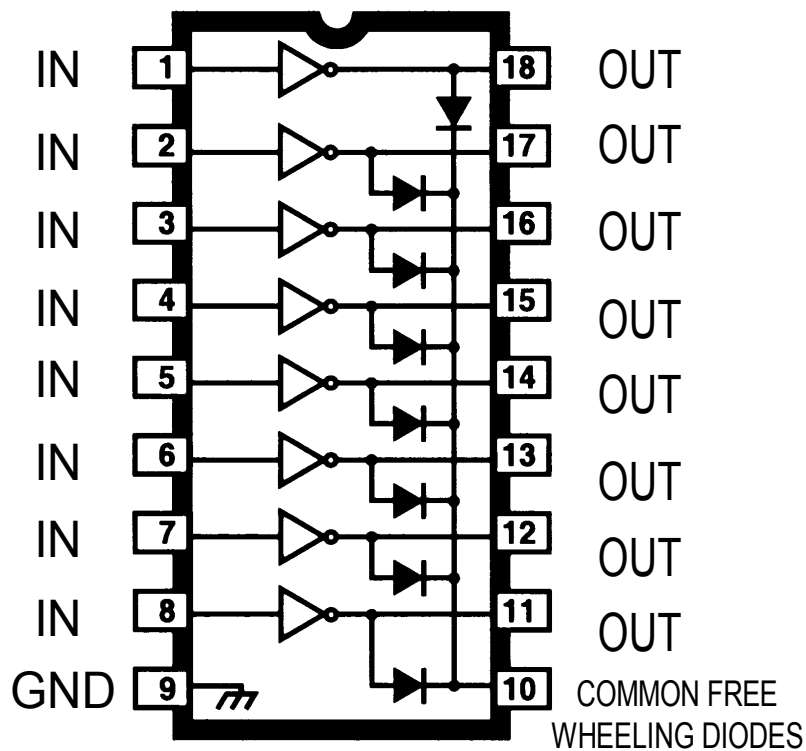 IN 1 18 OUT
IN 2 17 OUT
IN 3 16 OUT
IN 4 15 OUT
IN 5 14 OUT
IN 6 13 OUT
IN 7 12 OUT
IN 8 11 OUT
GND 9 10 COMMON FREE
WHEELING DIODES